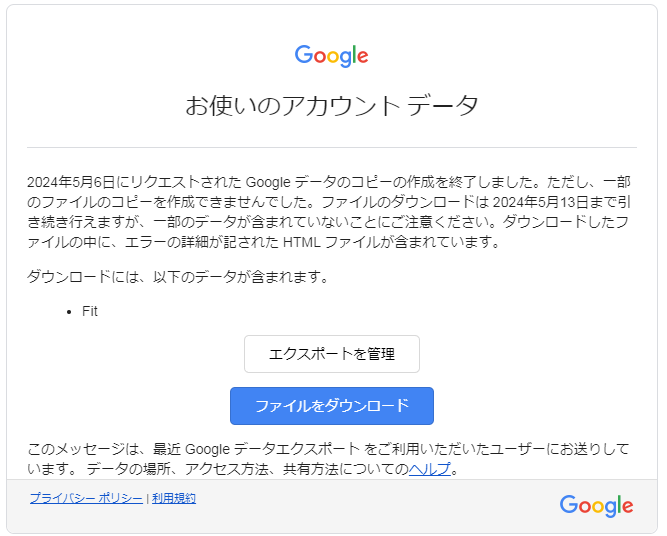 Google
お使いのアカウント データ
2024年5月6日にリクエストされた Google データのコピーの作成を終了しました。ただし、一部
のファイルのコピーを作成できませんでした。ファイルのダウンロードは 2024年5月13日まで引
き続き行えますが、一部のデータが含まれていないことにご注意ください。ダウンロードしたフ
ァイルの中に、エラーの詳細が記された HTML ファイルが含まれています。
ダウンロードには、以下のデータが含まれます。
• Fit
エクスポートを管理
ファイルをダウンロード
このメッセージは、最近 Google データエクスポート をご利用いただいたユーザーにお送りして
います。 データの場所、アクセス方法、共有方法についてのヘルプ。
プライバシー ポリシー | 利用規約
Google